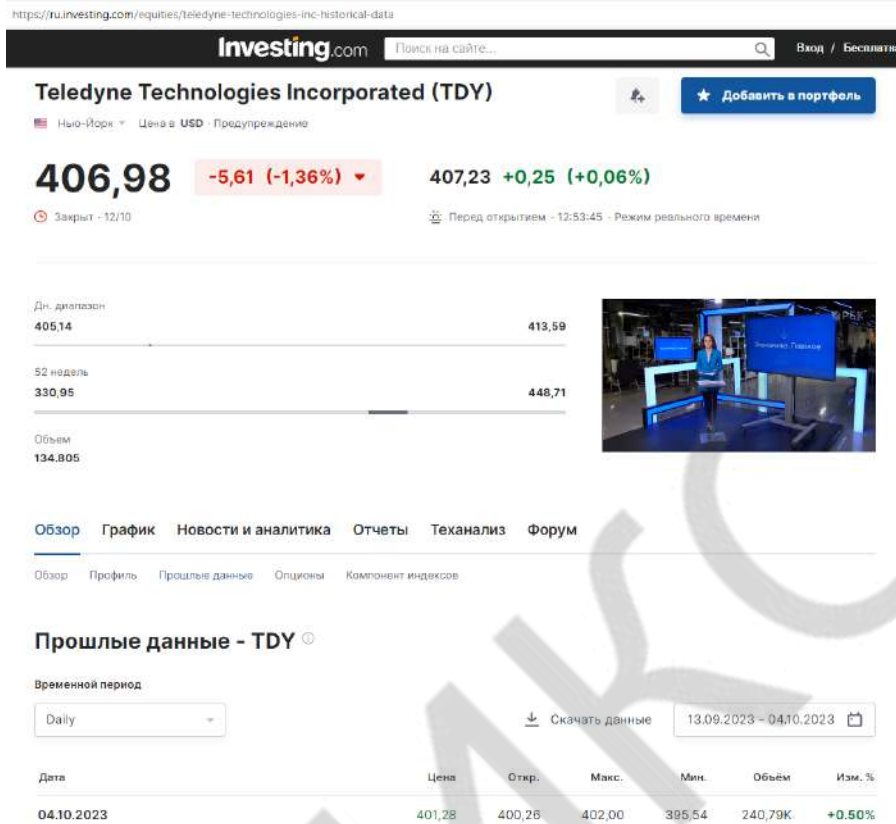 https://ru.investing.com/equities/teledyne-technologies-inc-historical-data
Investing.com Поиск на сайте... Вход / Бесплатна
Teledyne Technologies Incorporated (TDY)
Добавить в портфель
Нью-Йорк Цена в USD · Предупреждение
406,98 -5,61 (-1,36%) 407,23 +0,25 (+0,06%)
Закрыт · 12/10 Перед открытием · 12:53:45 · Режим реального времени
Дн. диапазон
405,14 413,59
52 недель
330,95 448,71
Объем
134.805
Обзор График Новости и аналитика Отчеты Теханализ Форум
Обзор Профиль Прошлые данные Опционы Компонент индексов
Прошлые данные - TDY
Временной период
Daily Скачать данные 13.09.2023 - 04.10.2023
Дата Цена Откр. Макс. Мин. Объём Изм. %
04.10.2023 401,28 400,26 402,00 395,54 240,79K +0.50%